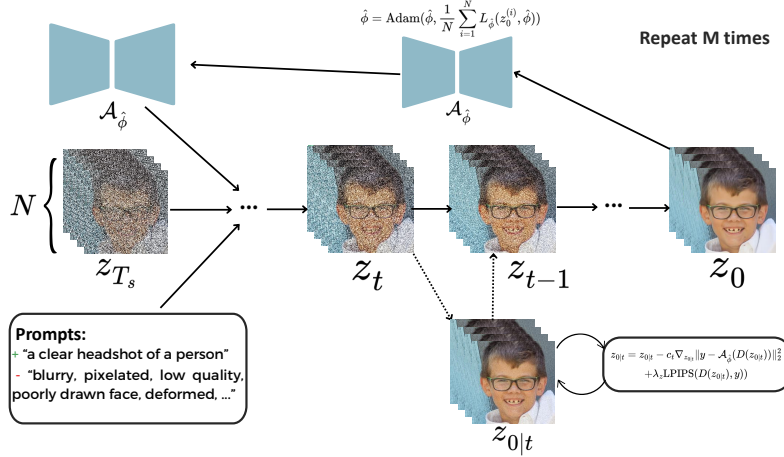 $\hat{\phi} = \text{Adam}(\hat{\phi}, \frac{1}{N} \sum_{i=1}^{N} L_{\hat{\phi}}(z_0^{(i)}, \hat{\phi}))$
Repeat M times
$\mathcal{A}_{\hat{\phi}}$
$\mathcal{A}_{\hat{\phi}}$
$N$
...
...
$z_{T_s}$
$z_t$
$z_{t-1}$
$z_0$
Prompts:
+ “a clear headshot of a person”
- “blurry, pixelated, low quality,
poorly drawn face, deformed, ...”
$z_{0|t} = z_{0|t} - c_t \nabla_{z_{0|t}} \| y - \mathcal{A}_{\hat{\phi}}(D(z_{0|t})) \|_2^2$
$+ \lambda_z \text{LPIPS}(D(z_{0|t}), y))$
$z_{0|t}$